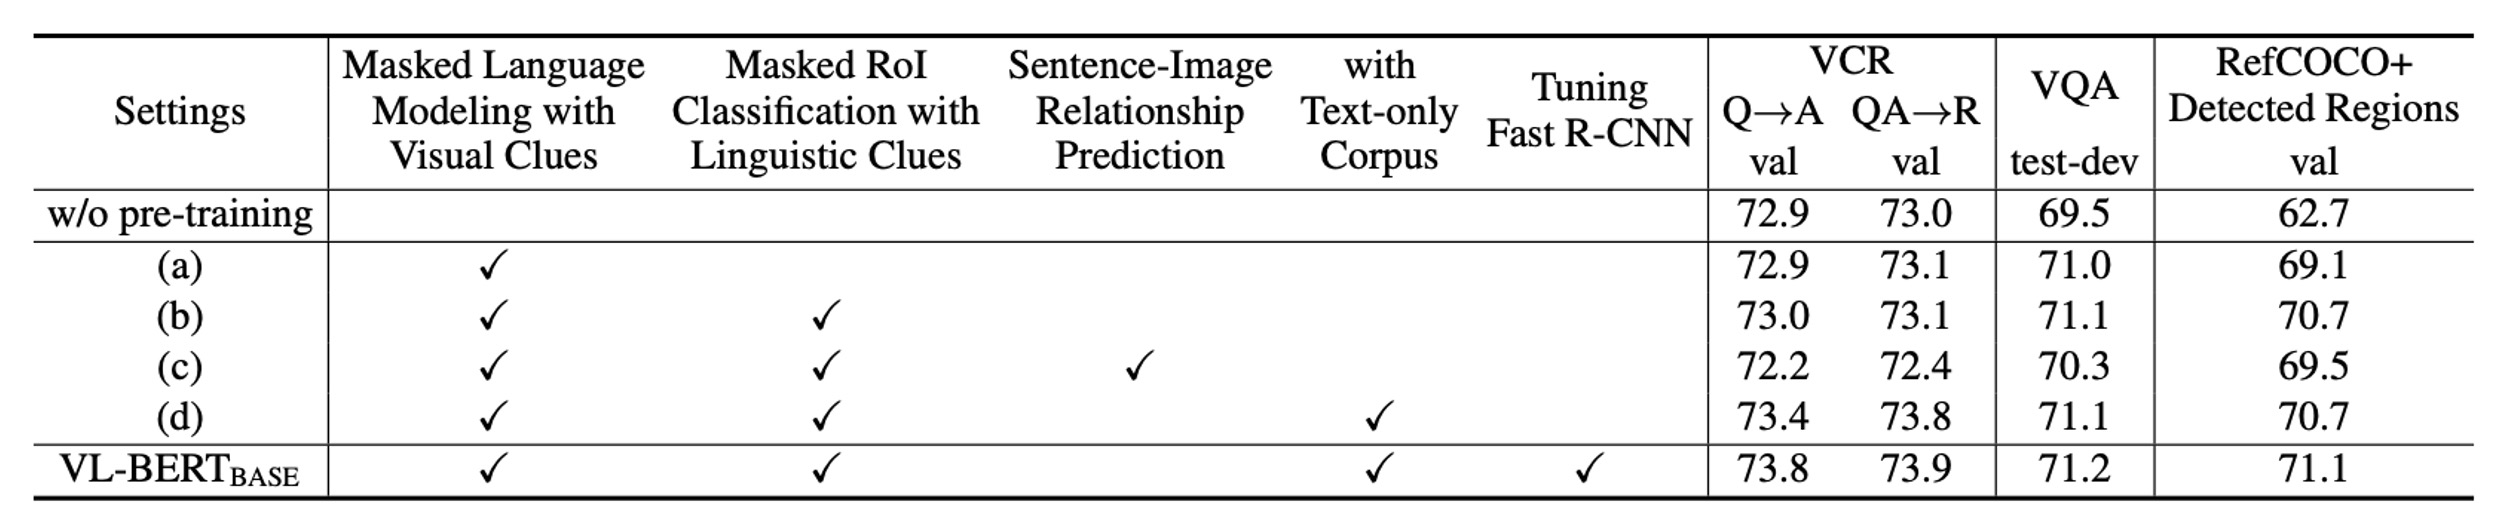 Settings | Masked Language Modeling with Visual Clues | Masked RoI Classification with Linguistic Clues | Sentence-Image Relationship Prediction | with Text-only Corpus | Tuning Fast R-CNN | VCR Q→A val | VCR QA→R val | VQA test-dev | RefCOCO+ Detected Regions val
w/o pre-training | | | | | | 72.9 | 73.0 | 69.5 | 62.7
(a) | ✓ | | | | | 72.9 | 73.1 | 71.0 | 69.1
(b) | ✓ | ✓ | | | | 73.0 | 73.1 | 71.1 | 70.7
(c) | ✓ | ✓ | ✓ | | | 72.2 | 72.4 | 70.3 | 69.5
(d) | ✓ | ✓ | | ✓ | | 73.4 | 73.8 | 71.1 | 70.7
VL-BERT_BASE | ✓ | ✓ | | ✓ | ✓ | 73.8 | 73.9 | 71.2 | 71.1